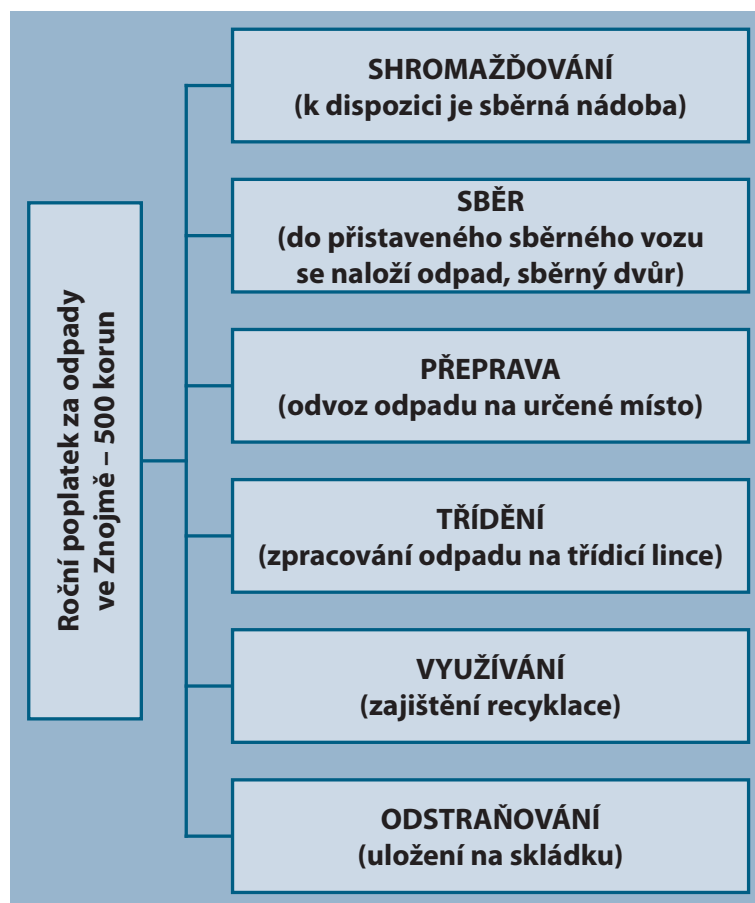 Roční poplatek za odpady
ve Znojmě – 500 korun
SHROMAŽĎOVÁNÍ
(k dispozici je sběrná nádoba)
SBĚR
(do přistaveného sběrného vozu
se naloží odpad, sběrný dvůr)
PŘEPRAVA
(odvoz odpadu na určené místo)
TŘÍDĚNÍ
(zpracování odpadu na třídicí lince)
VYUŽÍVÁNÍ
(zajištění recyklace)
ODSTRAŇOVÁNÍ
(uložení na skládku)